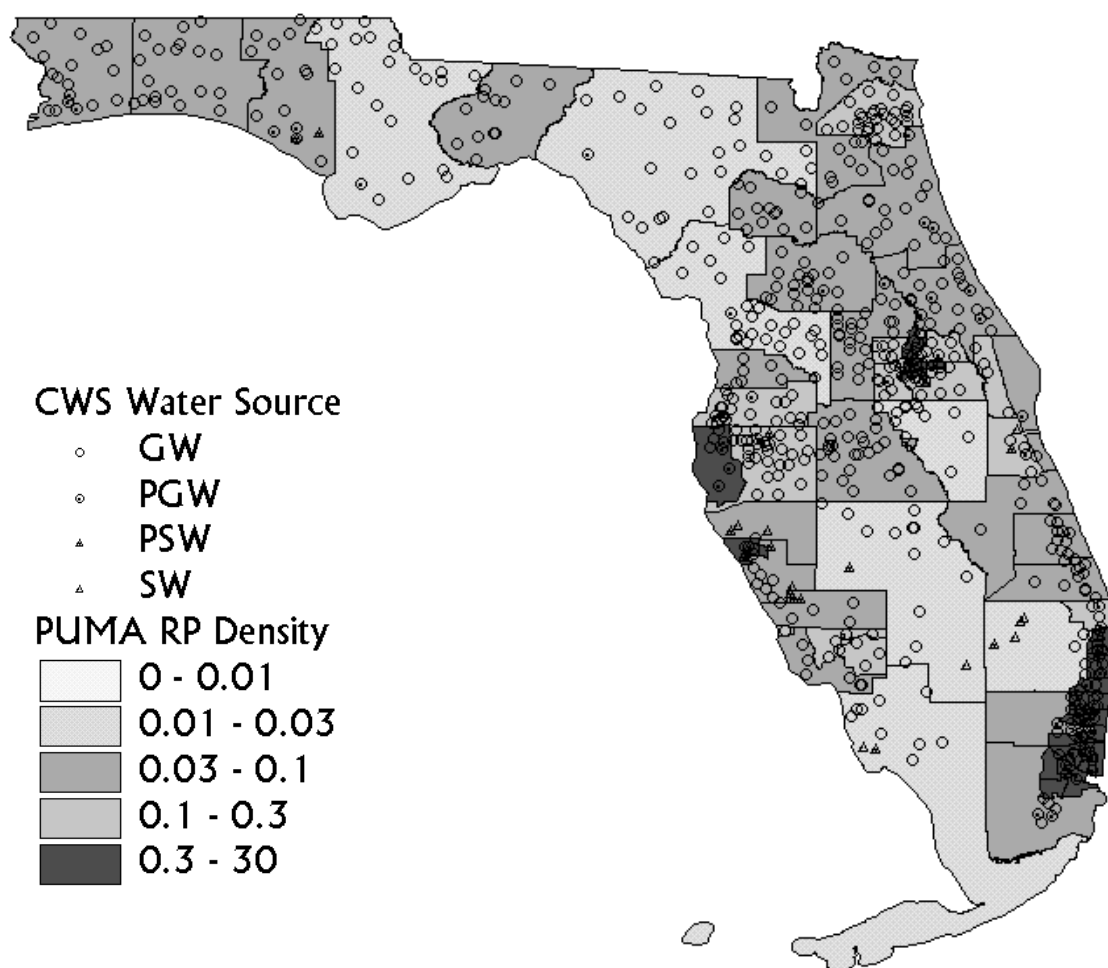 CWS Water Source
GW
PGW
PSW
SW
PUMA RP Density
0 - 0.01
0.01 - 0.03
0.03 - 0.1
0.1 - 0.3
0.3 - 30